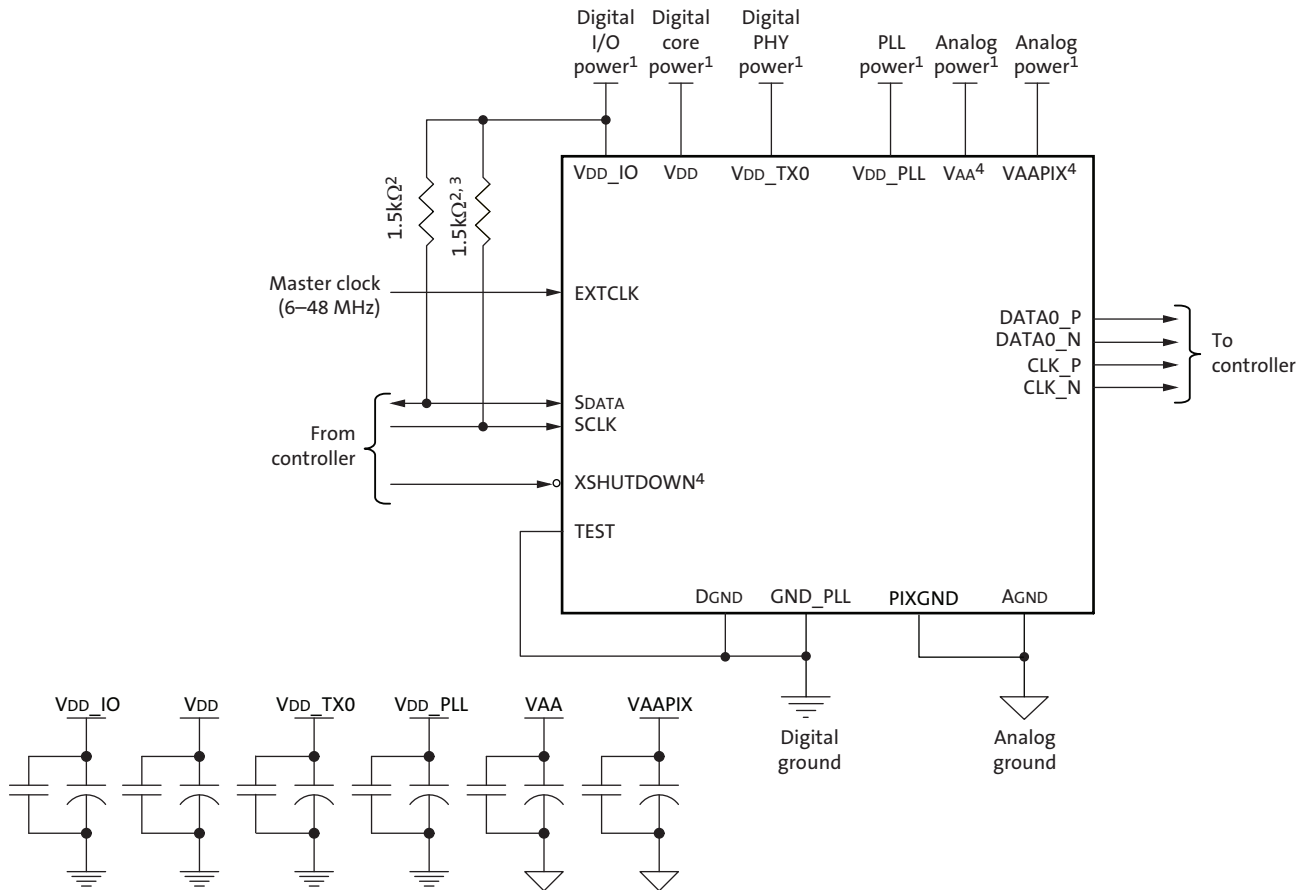 Digital
I/O
power1
Digital
core
power1
Digital
PHY
power1
PLL
power1
Analog
power1
Analog
power1
VDD_IO
VDD
VDD_TX0
VDD_PLL
VAA4
VAAPIX4
1.5kΩ2
1.5kΩ2, 3
Master clock
(6–48 MHz)
EXTCLK
DATA0_P
DATA0_N
CLK_P
CLK_N
To
controller
From
controller
SDATA
SCLK
XSHUTDOWN4
TEST
DGND
GND_PLL
PIXGND
AGND
Digital
ground
Analog
ground
VDD_IO
VDD
VDD_TX0
VDD_PLL
VAA
VAAPIX